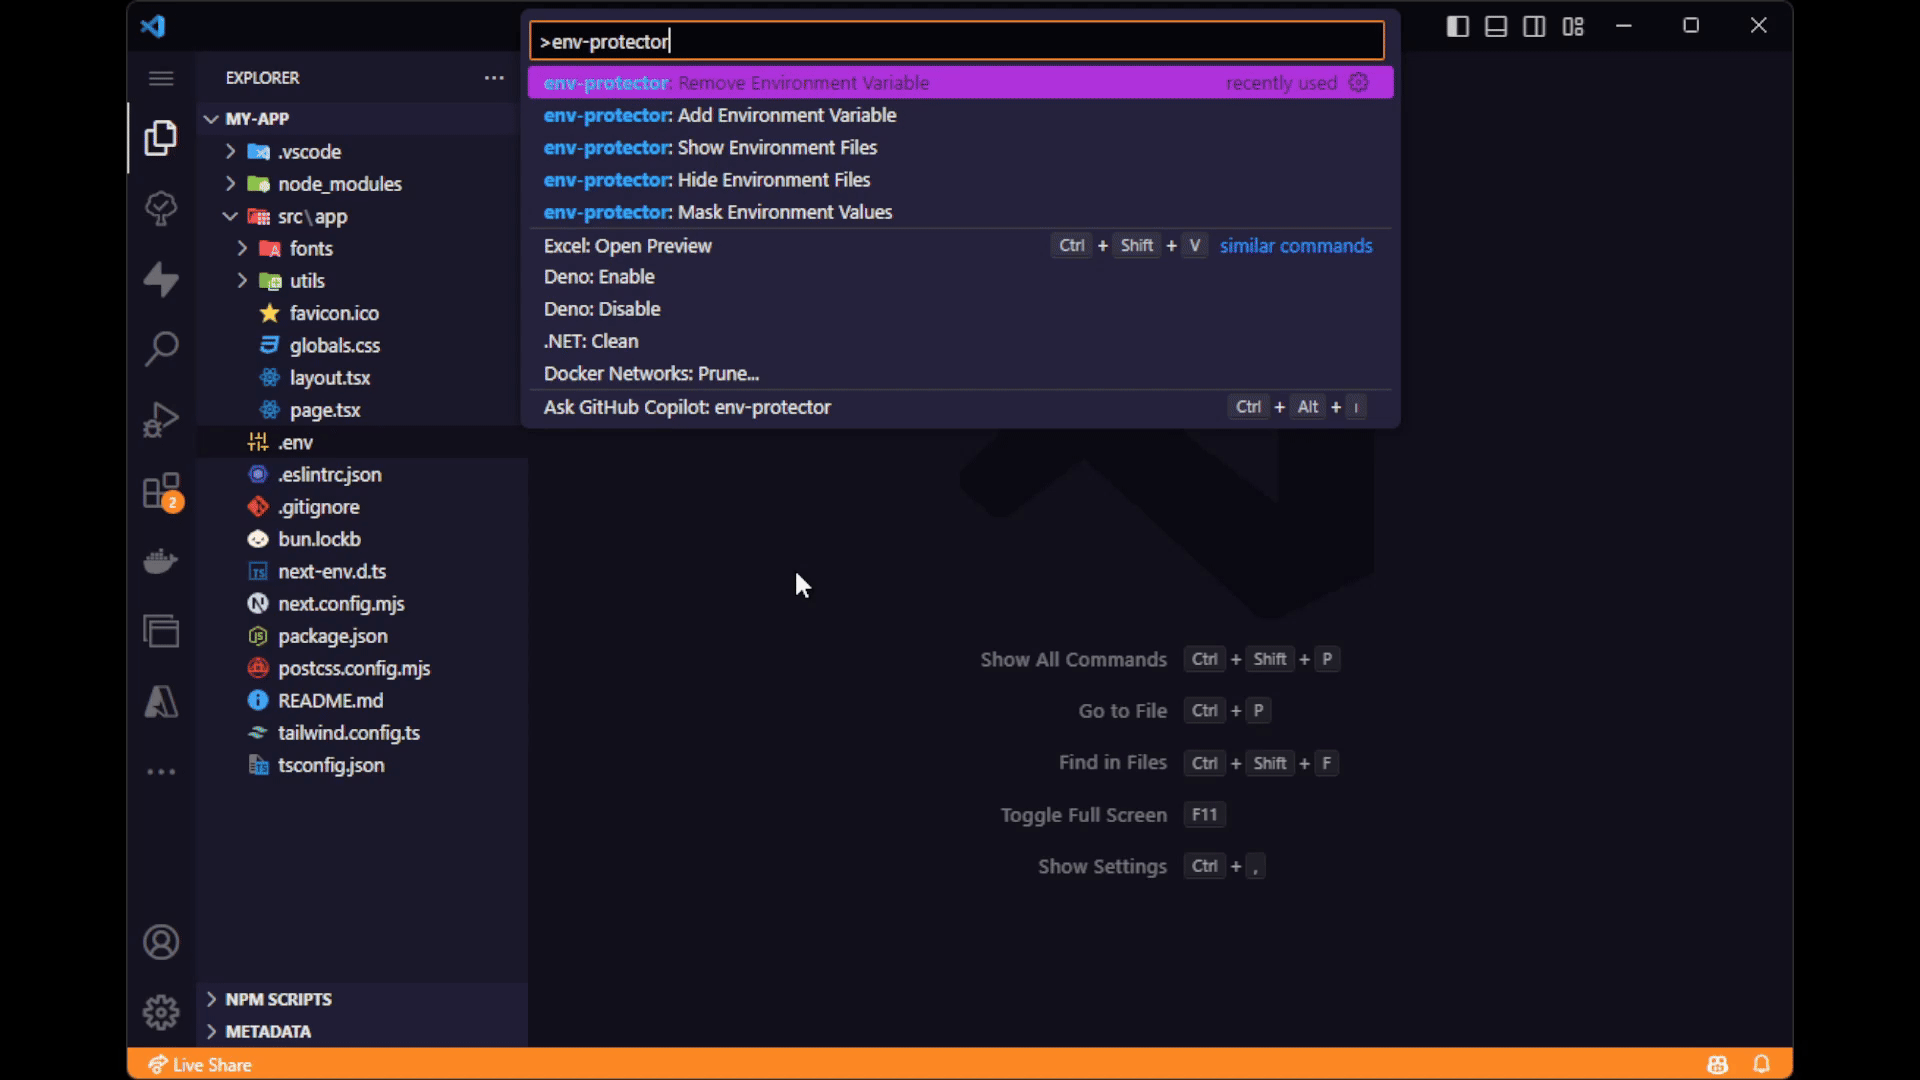 >env-protector
env-protector: Remove Environment Variable recently used
env-protector: Add Environment Variable
env-protector: Show Environment Files
env-protector: Hide Environment Files
env-protector: Mask Environment Values
Excel: Open Preview Ctrl + Shift + V similar commands
Deno: Enable
Deno: Disable
.NET: Clean
Docker Networks: Prune...
Ask GitHub Copilot: env-protector Ctrl + Alt + I
EXPLORER
MY-APP
.vscode
node_modules
src\app
fonts
utils
favicon.ico
globals.css
layout.tsx
page.tsx
.env
.eslintrc.json
.gitignore
bun.lockb
next-env.d.ts
next.config.mjs
package.json
postcss.config.mjs
README.md
tailwind.config.ts
tsconfig.json
2
NPM SCRIPTS
METADATA
Show All Commands Ctrl + Shift + P
Go to File Ctrl + P
Find in Files Ctrl + Shift + F
Toggle Full Screen F11
Show Settings Ctrl + ,
Live Share